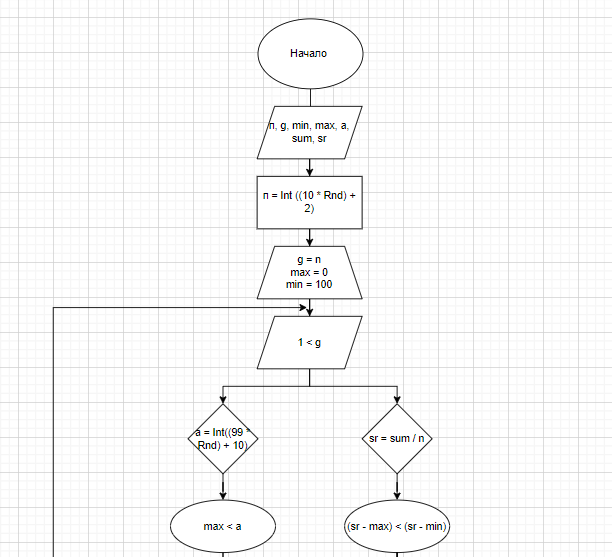 Начало
n, g, min, max, a,
sum, sr
n = Int ((10 * Rnd) +
2)
g = n
max = 0
min = 100
1 < g
a = Int((99 *
Rnd) + 10)
sr = sum / n
max < a
(sr - max) < (sr - min)